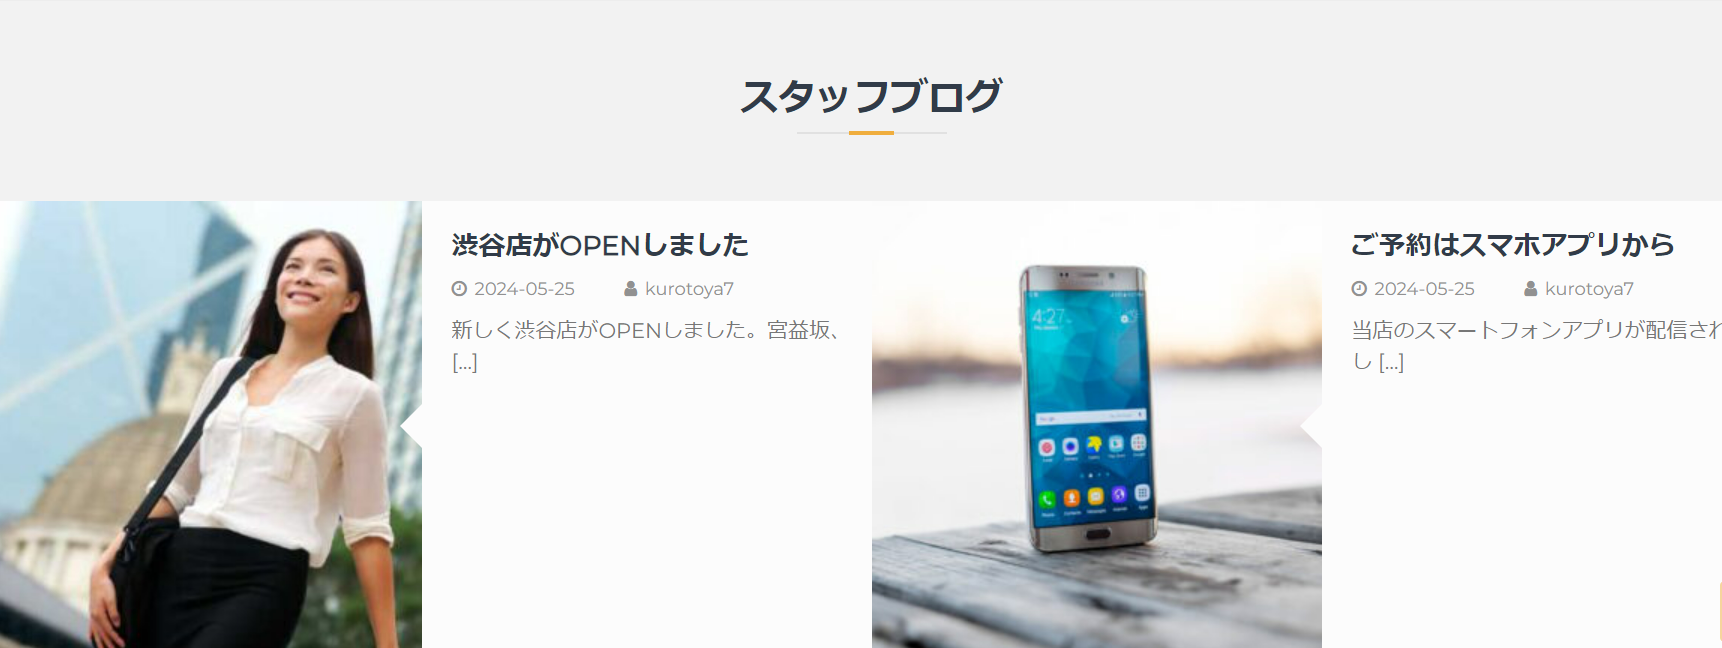 スタッフブログ
渋谷店がOPENしました
2024-05-25 kurotoya7
新しく渋谷店がOPENしました。宮益坂、
[...]
4:27
ご予約はスマホアプリから
2024-05-25 kurotoya7
当店のスマートフォンアプリが配信され
し [...]